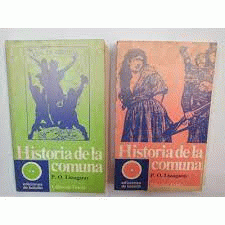 Historia de la
comuna
P. O. Lissagaray
ediciones
de bolsillo
Historia de la
comuna
P. O. Lissagaray
ediciones
de bolsillo